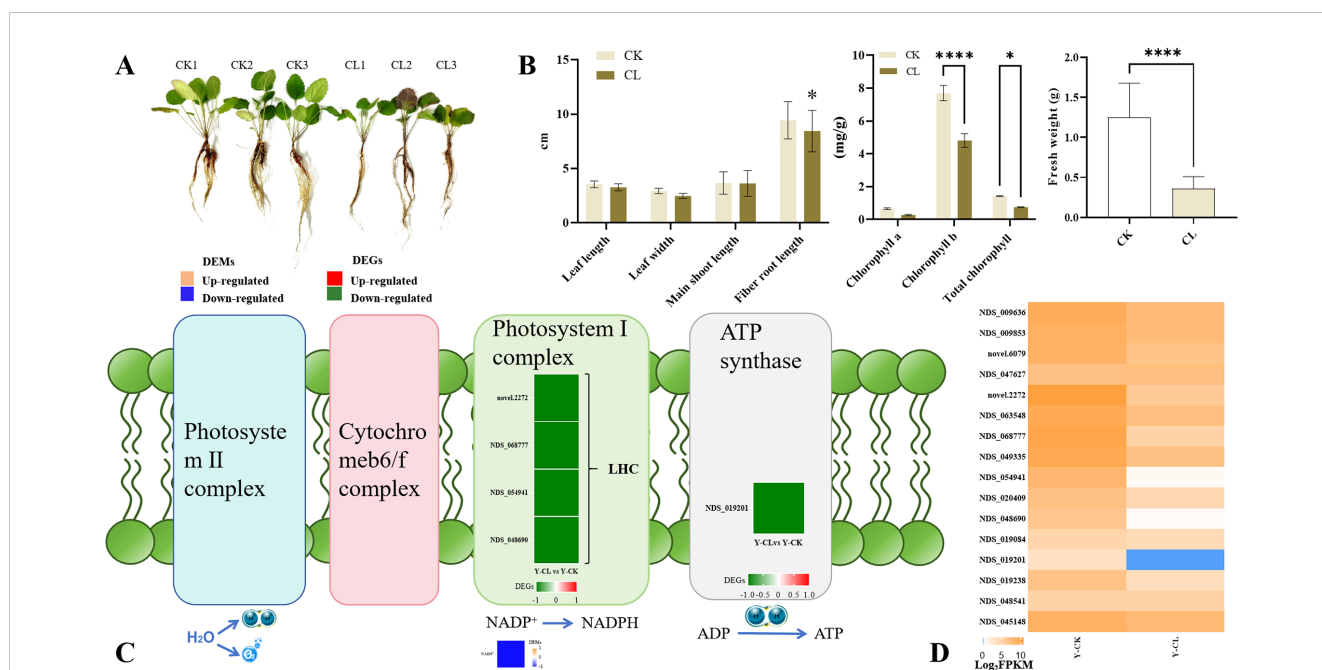 A
CK1 CK2 CK3 CL1 CL2 CL3
B
CK
CL
15
10
5
0
cm
*
Leaf length
Leaf width
Main shoot length
Fiber root length
CK
CL
10
8
6
4
2
0
(mg/g)
****
*
Chlorophyll a
Chlorophyll b
Total chlorophyll
****
2.0
1.5
1.0
0.5
0.0
Fresh weight (g)
CK
CL
DEMs
Up-regulated
Down-regulated
DEGs
Up-regulated
Down-regulated
Photosyste
m II
complex
Cytochro
meb6/f
complex
Photosystem I
complex
novel.2272
NDS_068777
NDS_054941
NDS_048690
LHC
Y-CL vs Y-CK
DEGs
-1 0 1
ATP
synthase
NDS_019201
Y-CLvs Y-CK
DEGs
-1.0-0.5 0 0.5 1.0
H₂O
H H
O₂
NADP⁺ NADPH
NADP⁺
DEMs
1
0
-1
H H
ADP ATP
C
NDS_009636
NDS_009853
novel.6079
NDS_047627
novel.2272
NDS_063548
NDS_068777
NDS_049335
NDS_054941
NDS_020409
NDS_048690
NDS_019084
NDS_019201
NDS_019238
NDS_048541
NDS_045148
0 5 10
Log₂FPKM
Y-CK
Y-CL
D